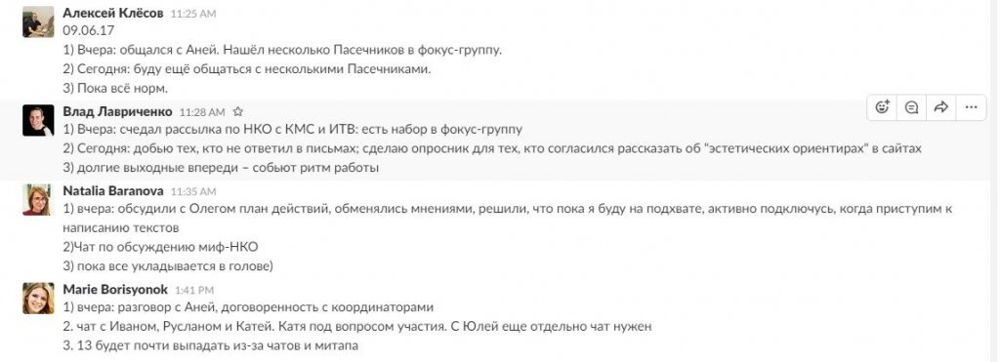 Алексей Клёсов 11:25 AM
09.06.17
1) Вчера: общался с Аней. Нашёл несколько Пасечников в фокус-группу.
2) Сегодня: буду ещё общаться с несколькими Пасечниками.
3) Пока всё норм.
Влад Лавриченко 11:28 AM
1) Вчера: счедал рассылка по НКО с КМС и ИТВ: есть набор в фокус-группу
2) Сегодня: добью тех, кто не ответил в письмах; сделаю опросник для тех, кто согласился рассказать об "эстетических ориентирах" в сайтах
3) долгие выходные впереди – собьют ритм работы
Natalia Baranova 11:35 AM
1) вчера: обсудили с Олегом план действий, обменялись мнениями, решили, что пока я буду на подхвате, активно подключусь, когда приступим к
написанию текстов
2)Чат по обсуждению миф-НКО
3) пока все укладывается в голове)
Marie Borisyonok 1:41 PM
1) вчера: разговор с Аней, договоренность с координаторами
2. чат с Иваном, Русланом и Катей. Катя под вопросом участия. С Юлей еще отдельно чат нужен
3. 13 будет почти выпадать из-за чатов и митапа